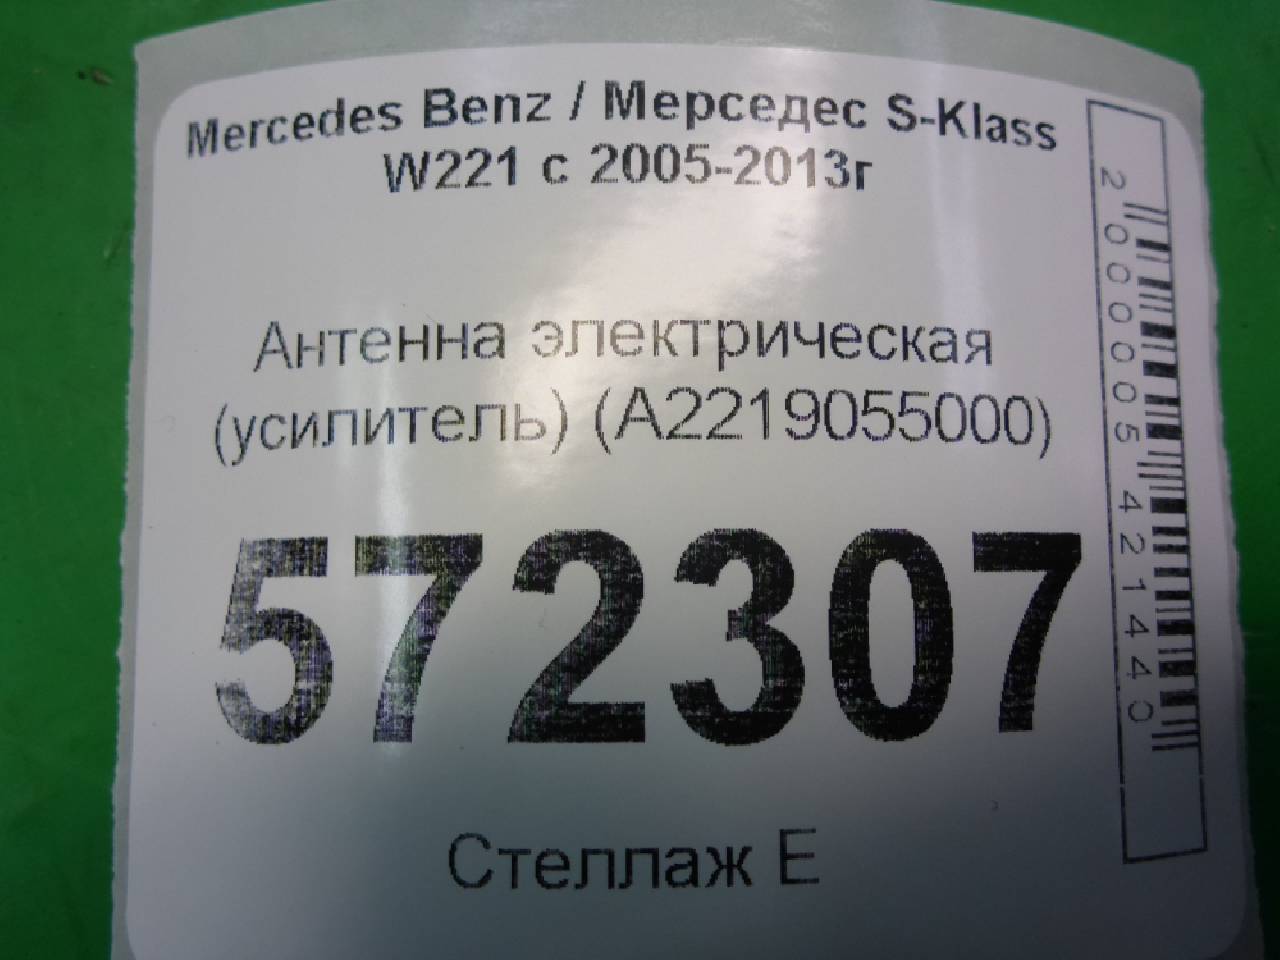 Mercedes Benz / Мерседес S-Klass
W221 с 2005-2013г
Антенна электрическая
(усилитель) (A2219055000)
572307
Стеллаж Е
2000005421440